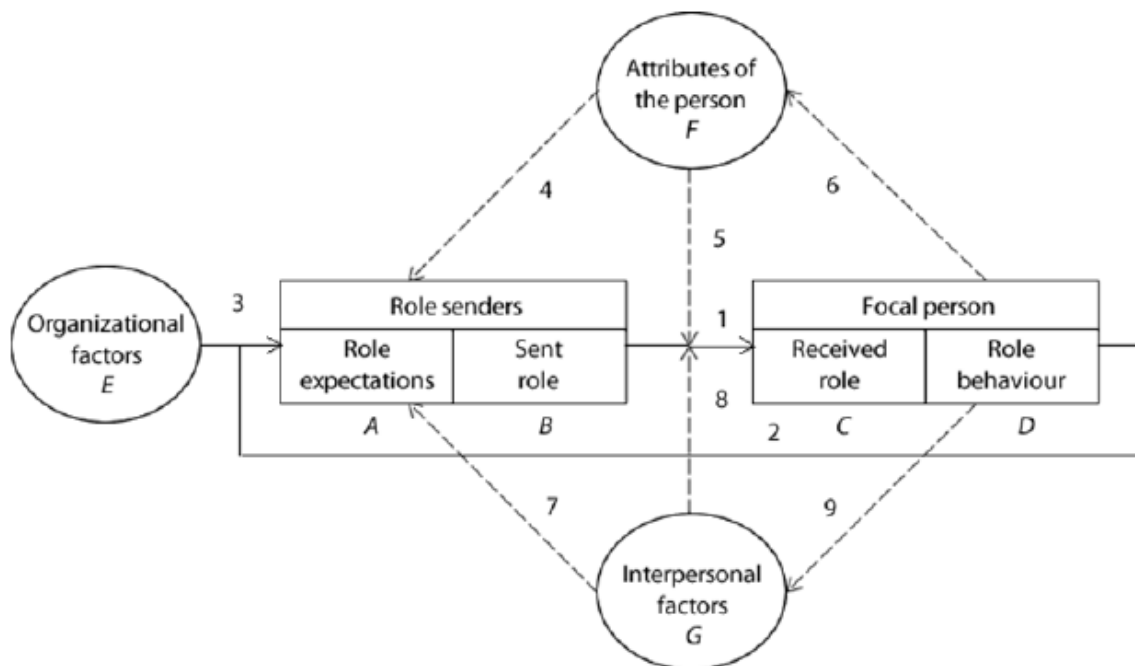 Attributes of
the person
F
4
6
5
3
Role senders
1
Focal person
Organizational
factors
E
Role
expectations
Sent
role
Received
role
Role
behaviour
8
A
B
2
C
D
7
9
Interpersonal
factors
G